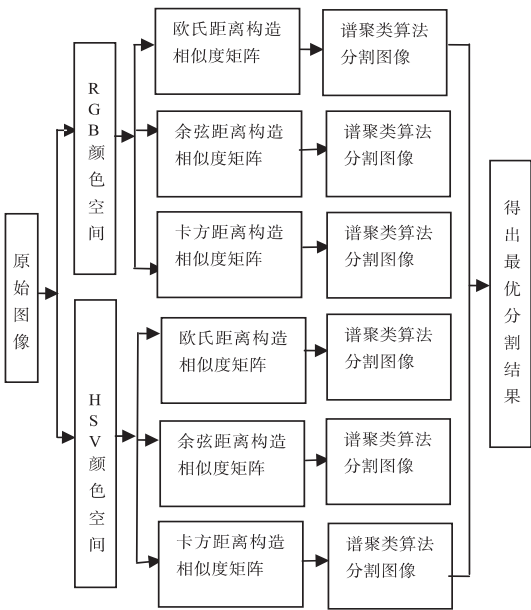 原始图像
RGB颜色空间
欧氏距离构造
相似度矩阵
谱聚类算法
分割图像
余弦距离构造
相似度矩阵
谱聚类算法
分割图像
卡方距离构造
相似度矩阵
谱聚类算法
分割图像
HSV颜色空间
欧氏距离构造
相似度矩阵
谱聚类算法
分割图像
余弦距离构造
相似度矩阵
谱聚类算法
分割图像
卡方距离构造
相似度矩阵
谱聚类算法
分割图像
得出最优分割结果